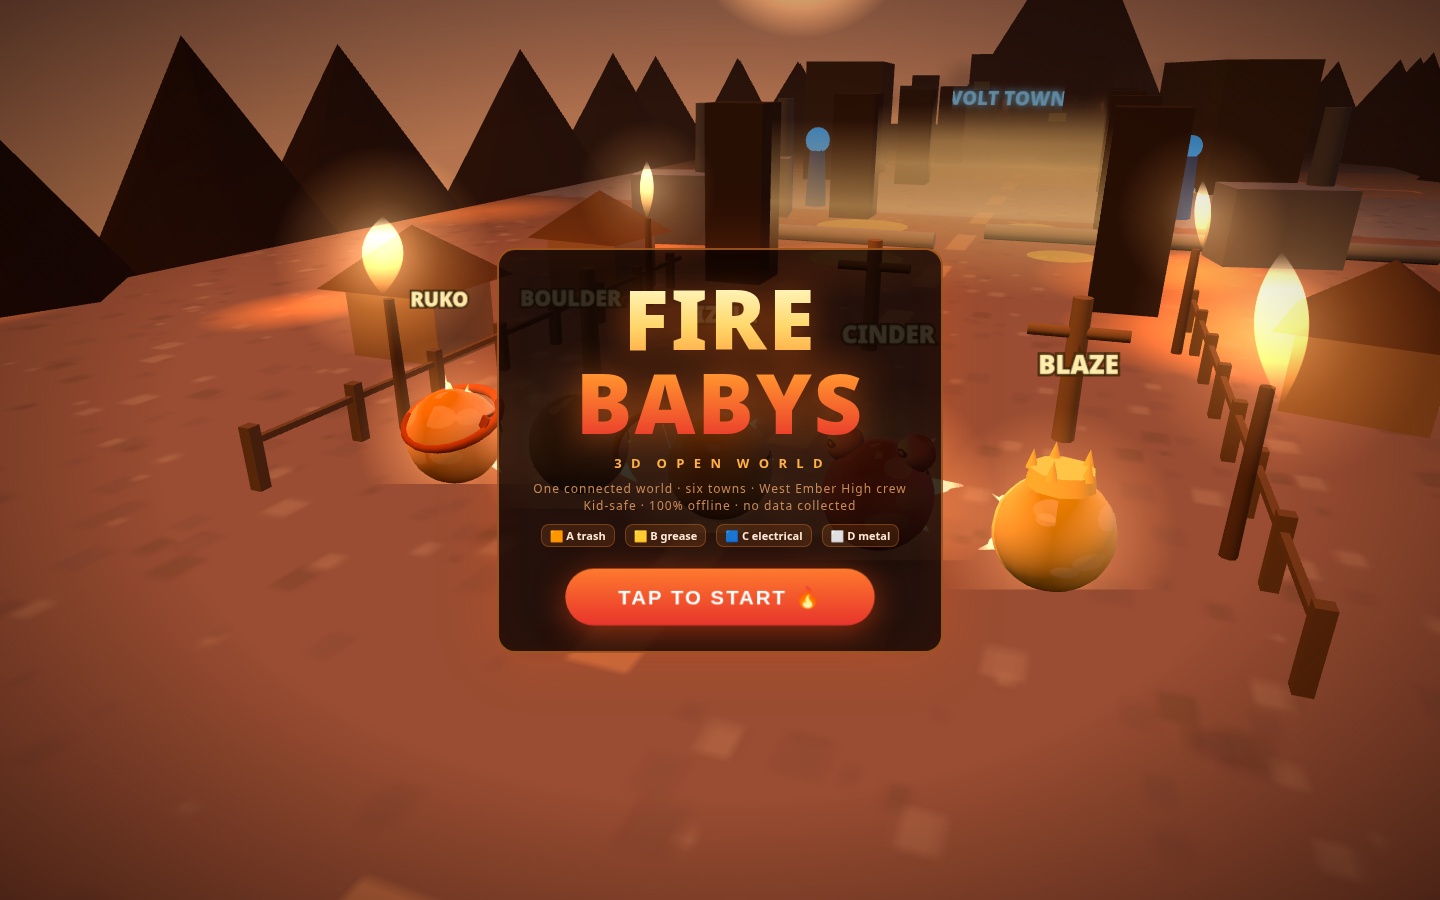 VOLT TOWN
RUKO
BOULDER
CINDER
BLAZE
FIRE
BABYS
3D OPEN WORLD
One connected world · six towns · West Ember High crew
Kid-safe · 100% offline · no data collected
🟧 A trash 🟨 B grease 🟦 C electrical ⬜ D metal
TAP TO START 🔥